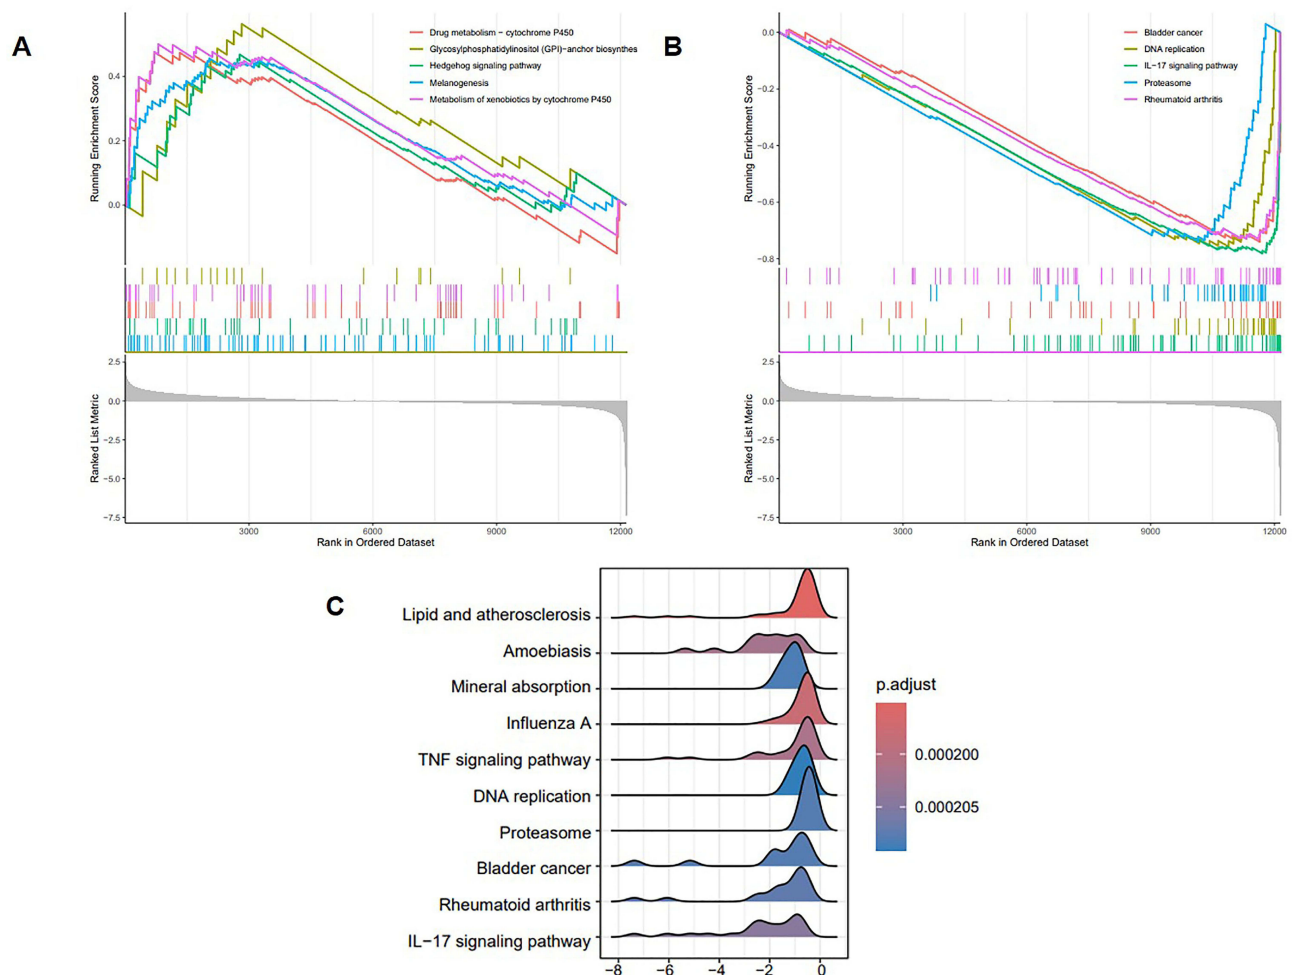 A
Drug metabolism − cytochrome P450
Glycosylphosphatidylinositol (GPI)−anchor biosynthes
Hedgehog signaling pathway
Melanogenesis
Metabolism of xenobiotics by cytochrome P450
Running Enrichment Score
0.4
0.2
0.0
Ranked List Metric
2.5
0.0
−2.5
−5.0
−7.5
3000 6000 9000 12000
Rank in Ordered Dataset
B
Bladder cancer
DNA replication
IL−17 signaling pathway
Proteasome
Rheumatoid arthritis
Running Enrichment Score
0.0
−0.2
−0.4
−0.6
−0.8
Ranked List Metric
2.5
0.0
−2.5
−5.0
−7.5
3000 6000 9000 12000
Rank in Ordered Dataset
C
Lipid and atherosclerosis
Amoebiasis
Mineral absorption
Influenza A
TNF signaling pathway
DNA replication
Proteasome
Bladder cancer
Rheumatoid arthritis
IL−17 signaling pathway
−8 −6 −4 −2 0
p.adjust
0.000200
0.000205